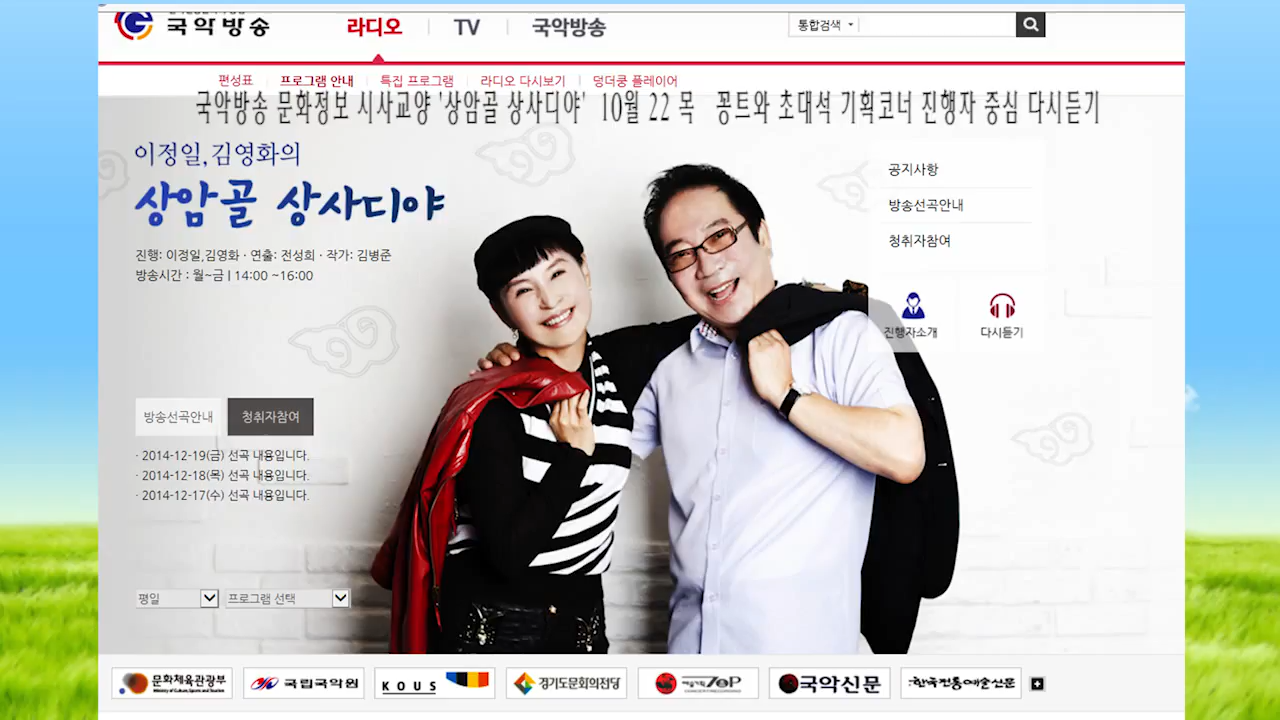 국악방송
라디오
TV
국악방송
통합검색
편성표
프로그램 안내
특집 프로그램
라디오 다시보기
덩더쿵 플레이어
국악방송 문화정보 시사교양 '상암골 상사디야' 10월 22 목 꽁트와 초대석 기획코너 진행자 중심 다시듣기
이정일,김영화의
상암골 상사디야
진행: 이정일,김영화 · 연출: 전성희 · 작가: 김병준
방송시간 : 월~금 | 14:00 ~16:00
공지사항
방송선곡안내
청취자참여
진행자소개
다시듣기
방송선곡안내
청취자참여
· 2014-12-19(금) 선곡 내용입니다.
· 2014-12-18(목) 선곡 내용입니다.
· 2014-12-17(수) 선곡 내용입니다.
평일
프로그램 선택
문화체육관광부
Ministry of Culture, Sports and Tourism
국립국악원
KOUS
경기도문화의전당
TOP
국악신문
한국전통예술신문